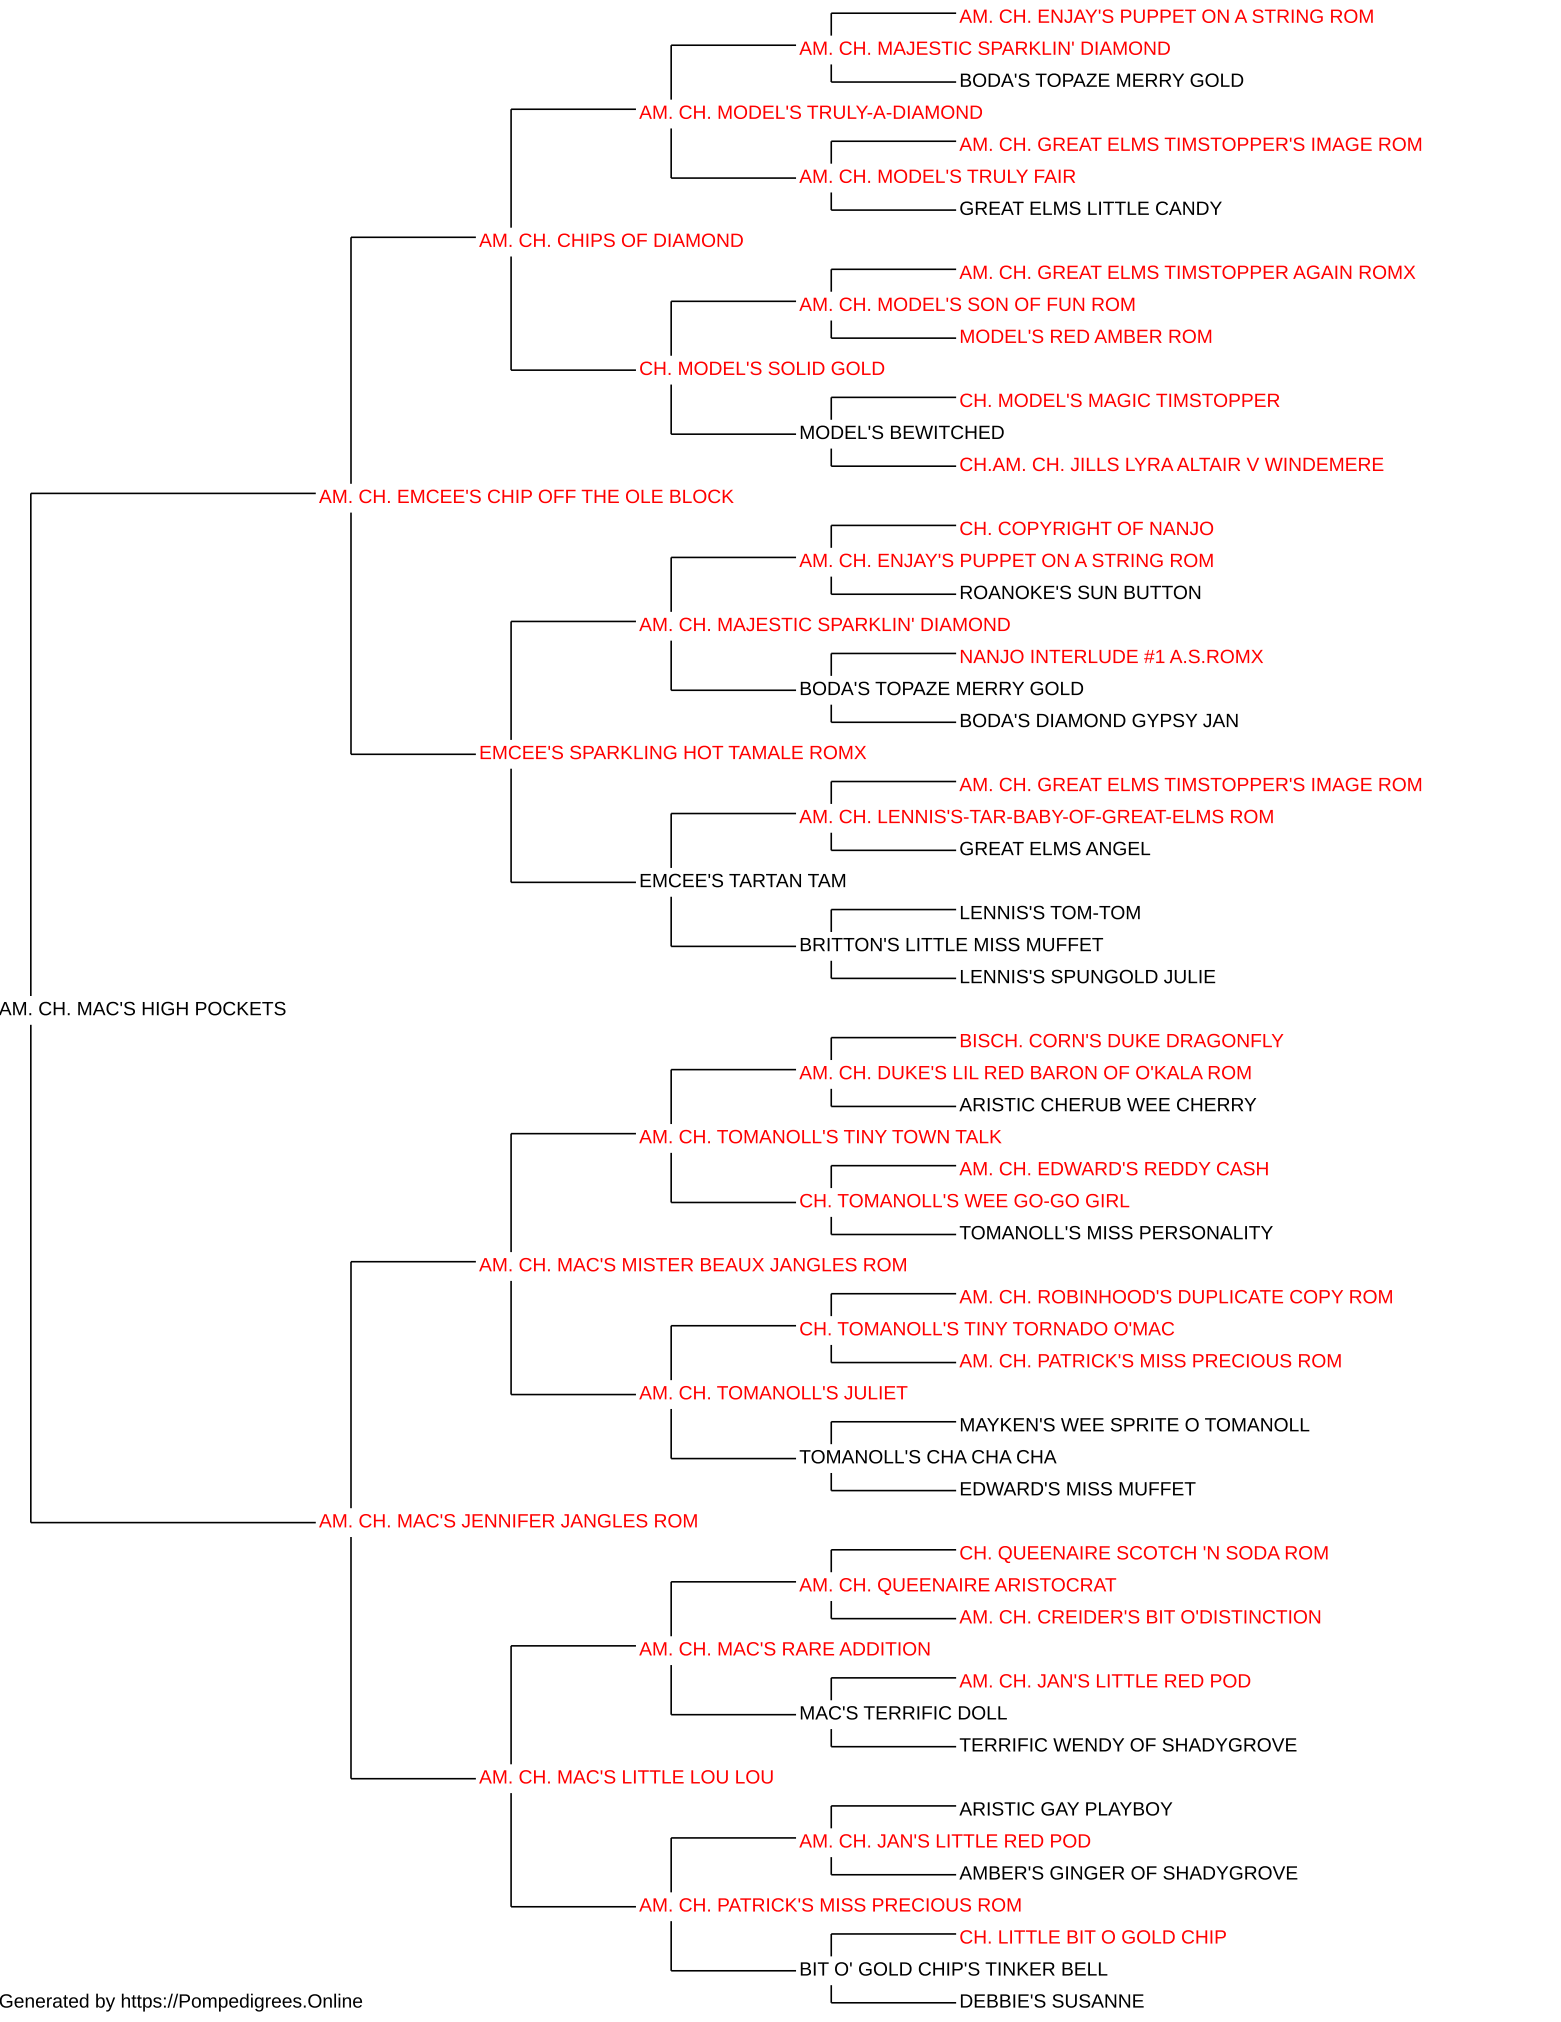 AM. CH. ENJAY'S PUPPET ON A STRING ROM
AM. CH. MAJESTIC SPARKLIN' DIAMOND
BODA'S TOPAZE MERRY GOLD
AM. CH. MODEL'S TRULY-A-DIAMOND
AM. CH. GREAT ELMS TIMSTOPPER'S IMAGE ROM
AM. CH. MODEL'S TRULY FAIR
GREAT ELMS LITTLE CANDY
AM. CH. CHIPS OF DIAMOND
AM. CH. GREAT ELMS TIMSTOPPER AGAIN ROMX
AM. CH. MODEL'S SON OF FUN ROM
MODEL'S RED AMBER ROM
CH. MODEL'S SOLID GOLD
CH. MODEL'S MAGIC TIMSTOPPER
MODEL'S BEWITCHED
CH.AM. CH. JILLS LYRA ALTAIR V WINDEMERE
AM. CH. EMCEE'S CHIP OFF THE OLE BLOCK
CH. COPYRIGHT OF NANJO
AM. CH. ENJAY'S PUPPET ON A STRING ROM
ROANOKE'S SUN BUTTON
AM. CH. MAJESTIC SPARKLIN' DIAMOND
NANJO INTERLUDE #1 A.S.ROMX
BODA'S TOPAZE MERRY GOLD
BODA'S DIAMOND GYPSY JAN
EMCEE'S SPARKLING HOT TAMALE ROMX
AM. CH. GREAT ELMS TIMSTOPPER'S IMAGE ROM
AM. CH. LENNIS'S-TAR-BABY-OF-GREAT-ELMS ROM
GREAT ELMS ANGEL
EMCEE'S TARTAN TAM
LENNIS'S TOM-TOM
BRITTON'S LITTLE MISS MUFFET
LENNIS'S SPUNGOLD JULIE
AM. CH. MAC'S HIGH POCKETS
BISCH. CORN'S DUKE DRAGONFLY
AM. CH. DUKE'S LIL RED BARON OF O'KALA ROM
ARISTIC CHERUB WEE CHERRY
AM. CH. TOMANOLL'S TINY TOWN TALK
AM. CH. EDWARD'S REDDY CASH
CH. TOMANOLL'S WEE GO-GO GIRL
TOMANOLL'S MISS PERSONALITY
AM. CH. MAC'S MISTER BEAUX JANGLES ROM
AM. CH. ROBINHOOD'S DUPLICATE COPY ROM
CH. TOMANOLL'S TINY TORNADO O'MAC
AM. CH. PATRICK'S MISS PRECIOUS ROM
AM. CH. TOMANOLL'S JULIET
MAYKEN'S WEE SPRITE O TOMANOLL
TOMANOLL'S CHA CHA CHA
EDWARD'S MISS MUFFET
AM. CH. MAC'S JENNIFER JANGLES ROM
CH. QUEENAIRE SCOTCH 'N SODA ROM
AM. CH. QUEENAIRE ARISTOCRAT
AM. CH. CREIDER'S BIT O'DISTINCTION
AM. CH. MAC'S RARE ADDITION
AM. CH. JAN'S LITTLE RED POD
MAC'S TERRIFIC DOLL
TERRIFIC WENDY OF SHADYGROVE
AM. CH. MAC'S LITTLE LOU LOU
ARISTIC GAY PLAYBOY
AM. CH. JAN'S LITTLE RED POD
AMBER'S GINGER OF SHADYGROVE
AM. CH. PATRICK'S MISS PRECIOUS ROM
CH. LITTLE BIT O GOLD CHIP
BIT O' GOLD CHIP'S TINKER BELL
DEBBIE'S SUSANNE
Generated by https://Pompedigrees.Online